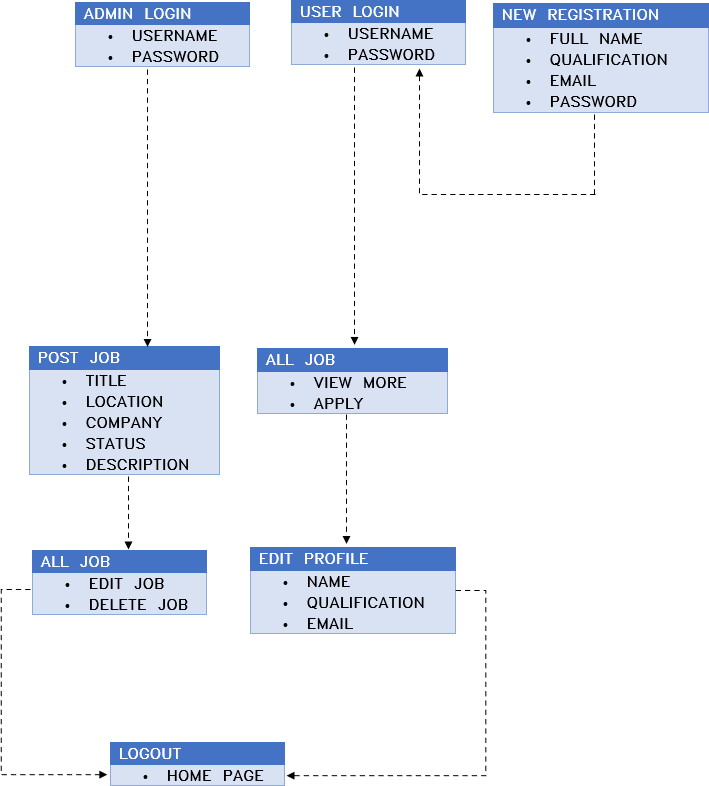 ADMIN LOGIN
• USERNAME
• PASSWORD
USER LOGIN
• USERNAME
• PASSWORD
NEW REGISTRATION
• FULL NAME
• QUALIFICATION
• EMAIL
• PASSWORD
POST JOB
• TITLE
• LOCATION
• COMPANY
• STATUS
• DESCRIPTION
ALL JOB
• VIEW MORE
• APPLY
ALL JOB
• EDIT JOB
• DELETE JOB
EDIT PROFILE
• NAME
• QUALIFICATION
• EMAIL
LOGOUT
• HOME PAGE